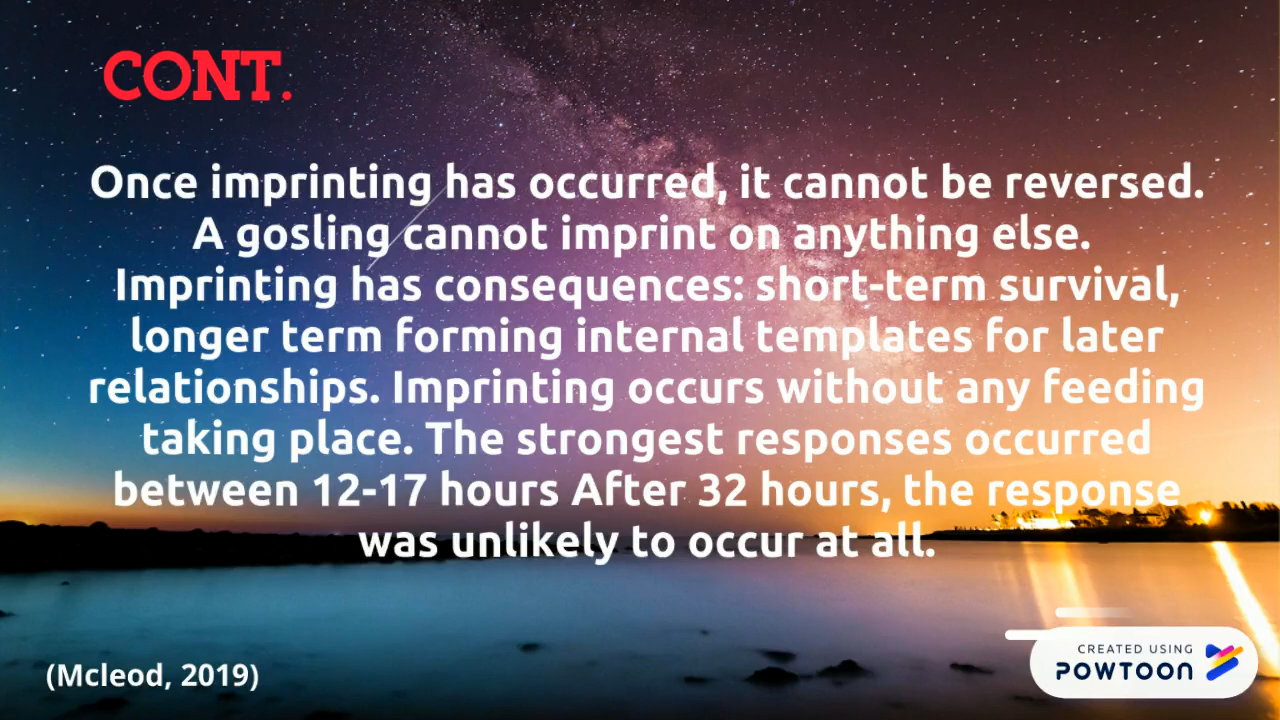 CONT.
Once imprinting has occurred, it cannot be reversed.
A gosling cannot imprint on anything else.
Imprinting has consequences: short-term survival,
longer term forming internal templates for later
relationships. Imprinting occurs without any feeding
taking place. The strongest responses occurred
between 12-17 hours After 32 hours, the response
was unlikely to occur at all.
(Mcleod, 2019)
CREATED USING
POWTOON